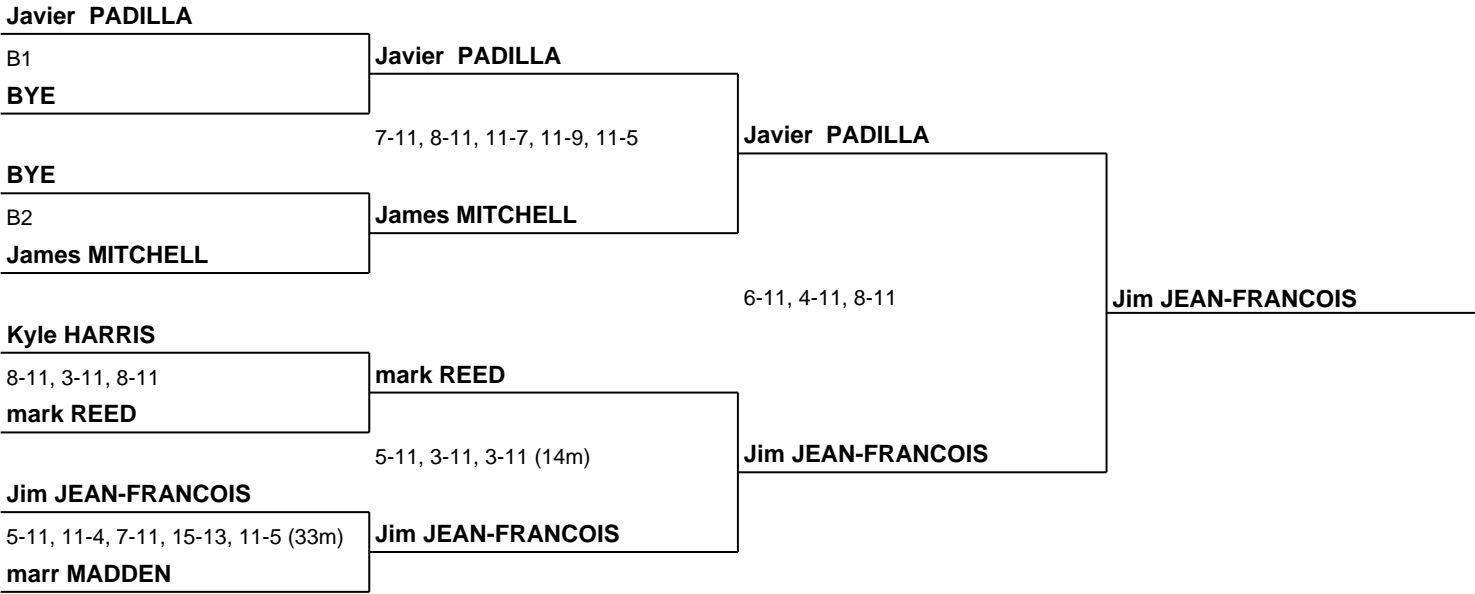 Javier  PADILLA
B1
BYE
BYE
B2
James MITCHELL
Kyle HARRIS
8-11, 3-11, 8-11
mark REED
Jim JEAN-FRANCOIS
5-11, 11-4, 7-11, 15-13, 11-5 (33m)
marr MADDEN
Javier  PADILLA
7-11, 8-11, 11-7, 11-9, 11-5
James MITCHELL
mark REED
5-11, 3-11, 3-11 (14m)
Jim JEAN-FRANCOIS
Javier  PADILLA
6-11, 4-11, 8-11
Jim JEAN-FRANCOIS
Jim JEAN-FRANCOIS